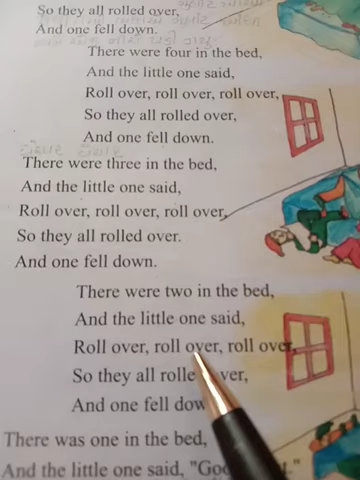 So they all rolled over,
And one fell down.
There were four in the bed,
And the little one said,
Roll over, roll over, roll over,
So they all rolled over,
And one fell down.
There were three in the bed,
And the little one said,
Roll over, roll over, roll over,
So they all rolled over.
And one fell down.
There were two in the bed,
And the little one said,
Roll over, roll over, roll over,
So they all rolle ver,
And one fell dow
There was one in the bed,
And the little one said,